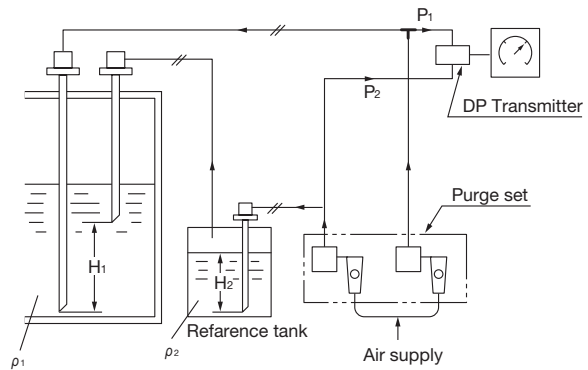 P1
P2
DP Transmitter
Purge set
H1
H2
Refarence tank
ρ1
ρ2
Air supply